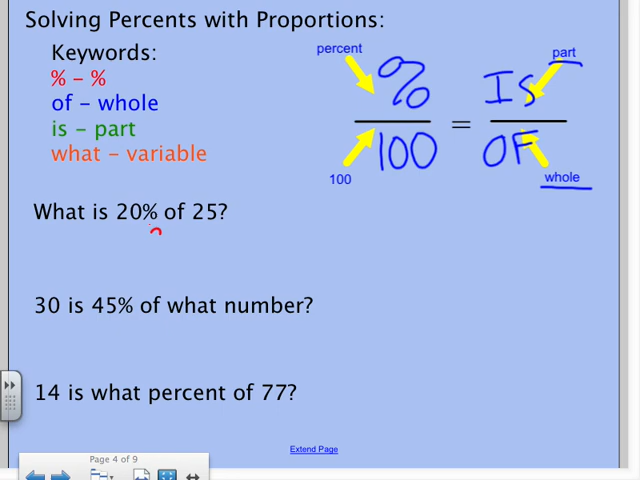 Solving Percents with Proportions:
Keywords:
% – %
of – whole
is – part
what – variable
percent
part
% IS
100 = OF
100
whole
What is 20% of 25?
30 is 45% of what number?
14 is what percent of 77?
Extend Page
Page 4 of 9